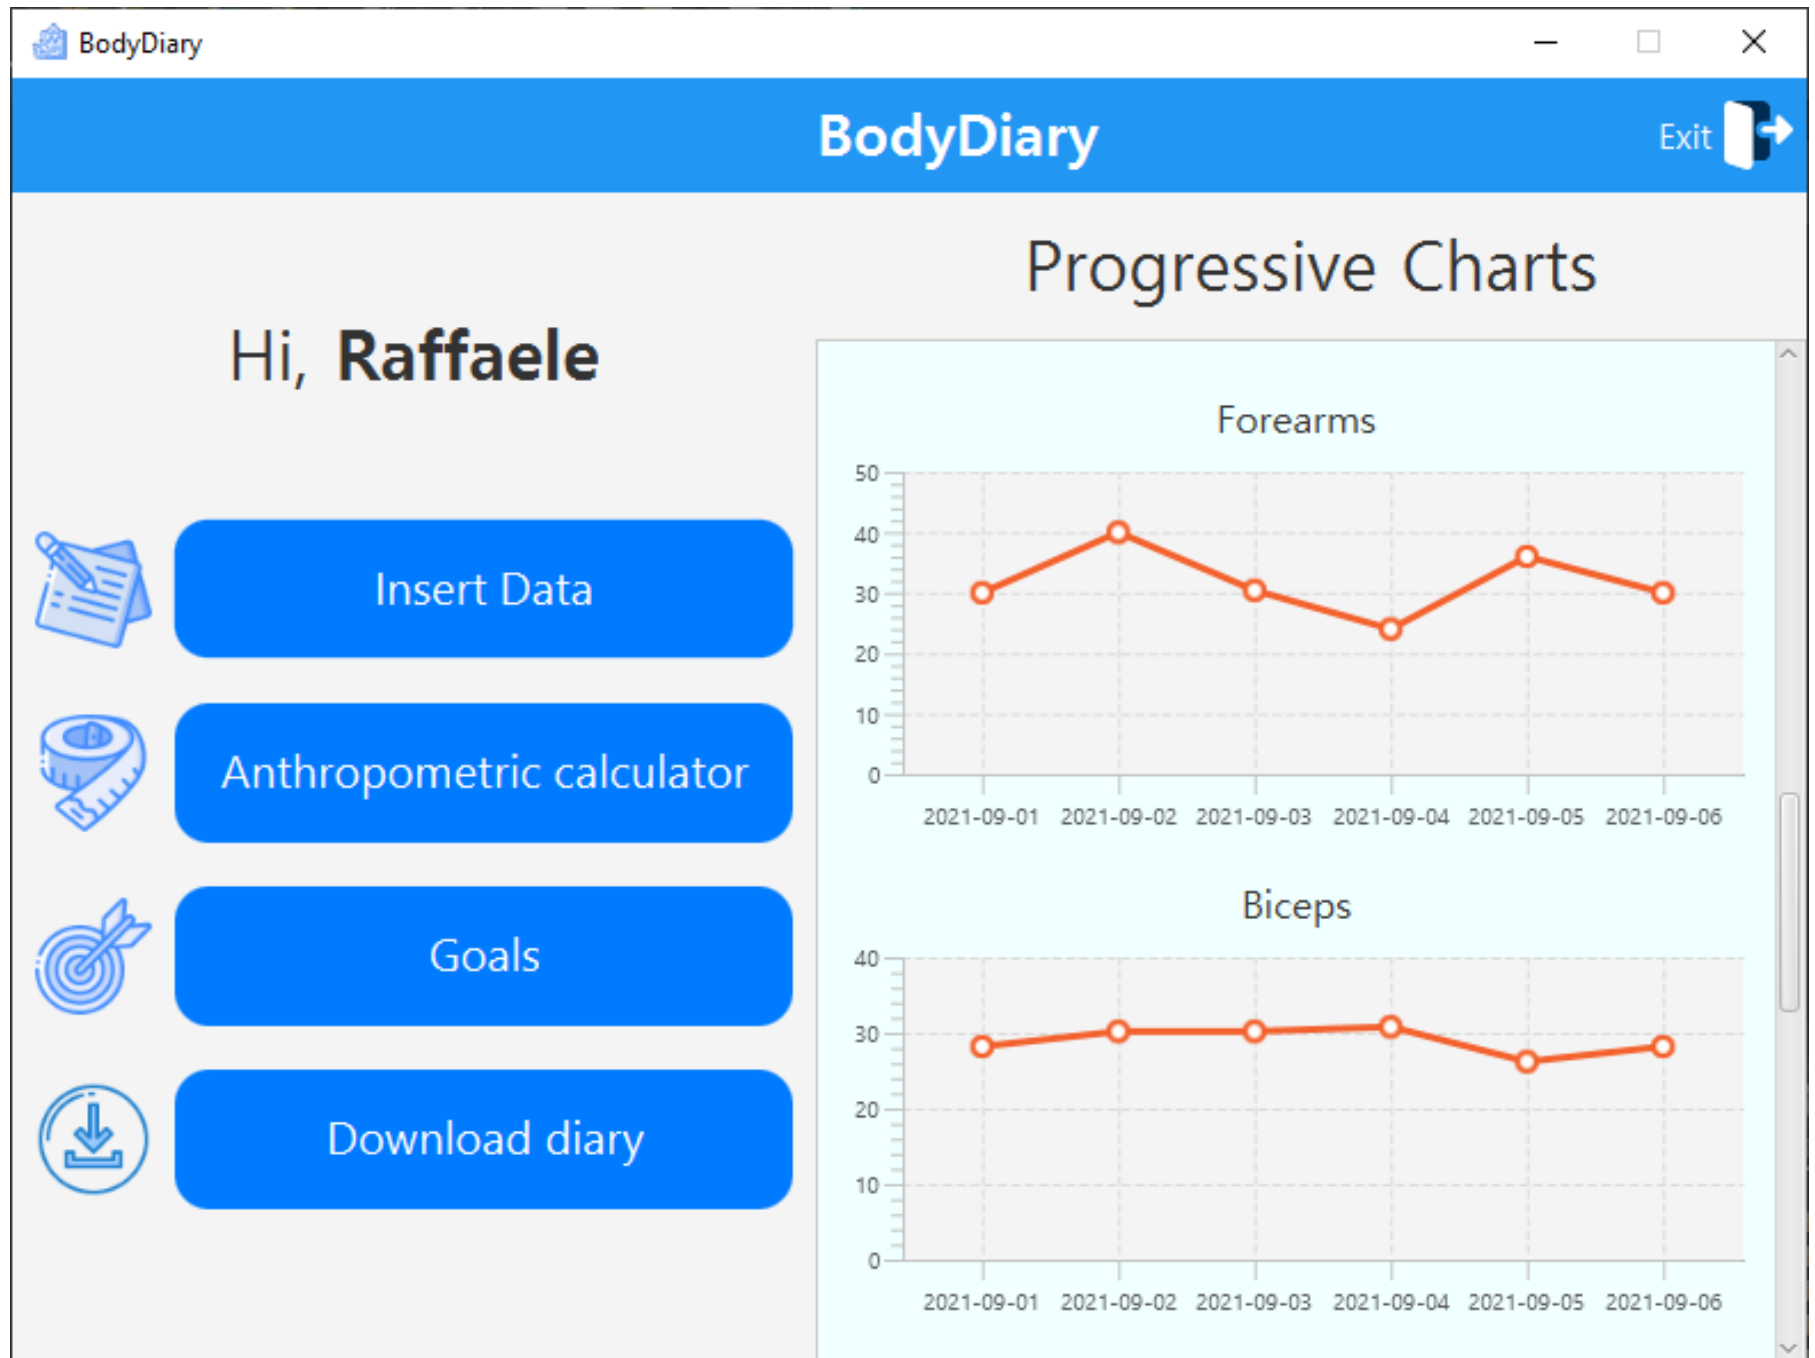 BodyDiary
BodyDiary
Exit
Hi, Raffaele
Insert Data
Anthropometric calculator
Goals
Download diary
Progressive Charts
Forearms
50
40
30
20
10
0
2021-09-01 2021-09-02 2021-09-03 2021-09-04 2021-09-05 2021-09-06
Biceps
40
30
20
10
0
2021-09-01 2021-09-02 2021-09-03 2021-09-04 2021-09-05 2021-09-06